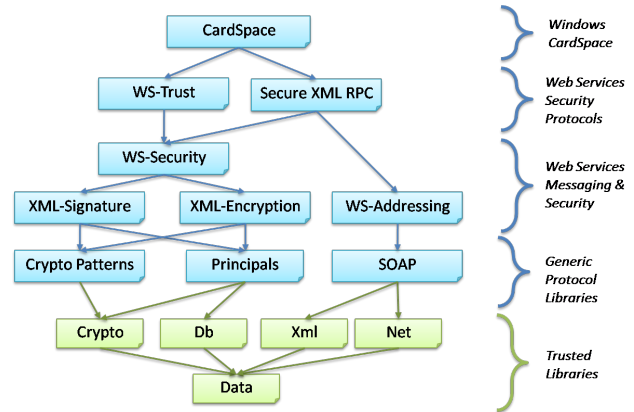 CardSpace
Windows
CardSpace
WS-Trust
Secure XML RPC
Web Services
Security
Protocols
WS-Security
XML-Signature
XML-Encryption
WS-Addressing
Web Services
Messaging &
Security
Crypto Patterns
Principals
SOAP
Generic
Protocol
Libraries
Crypto
Db
Xml
Net
Data
Trusted
Libraries